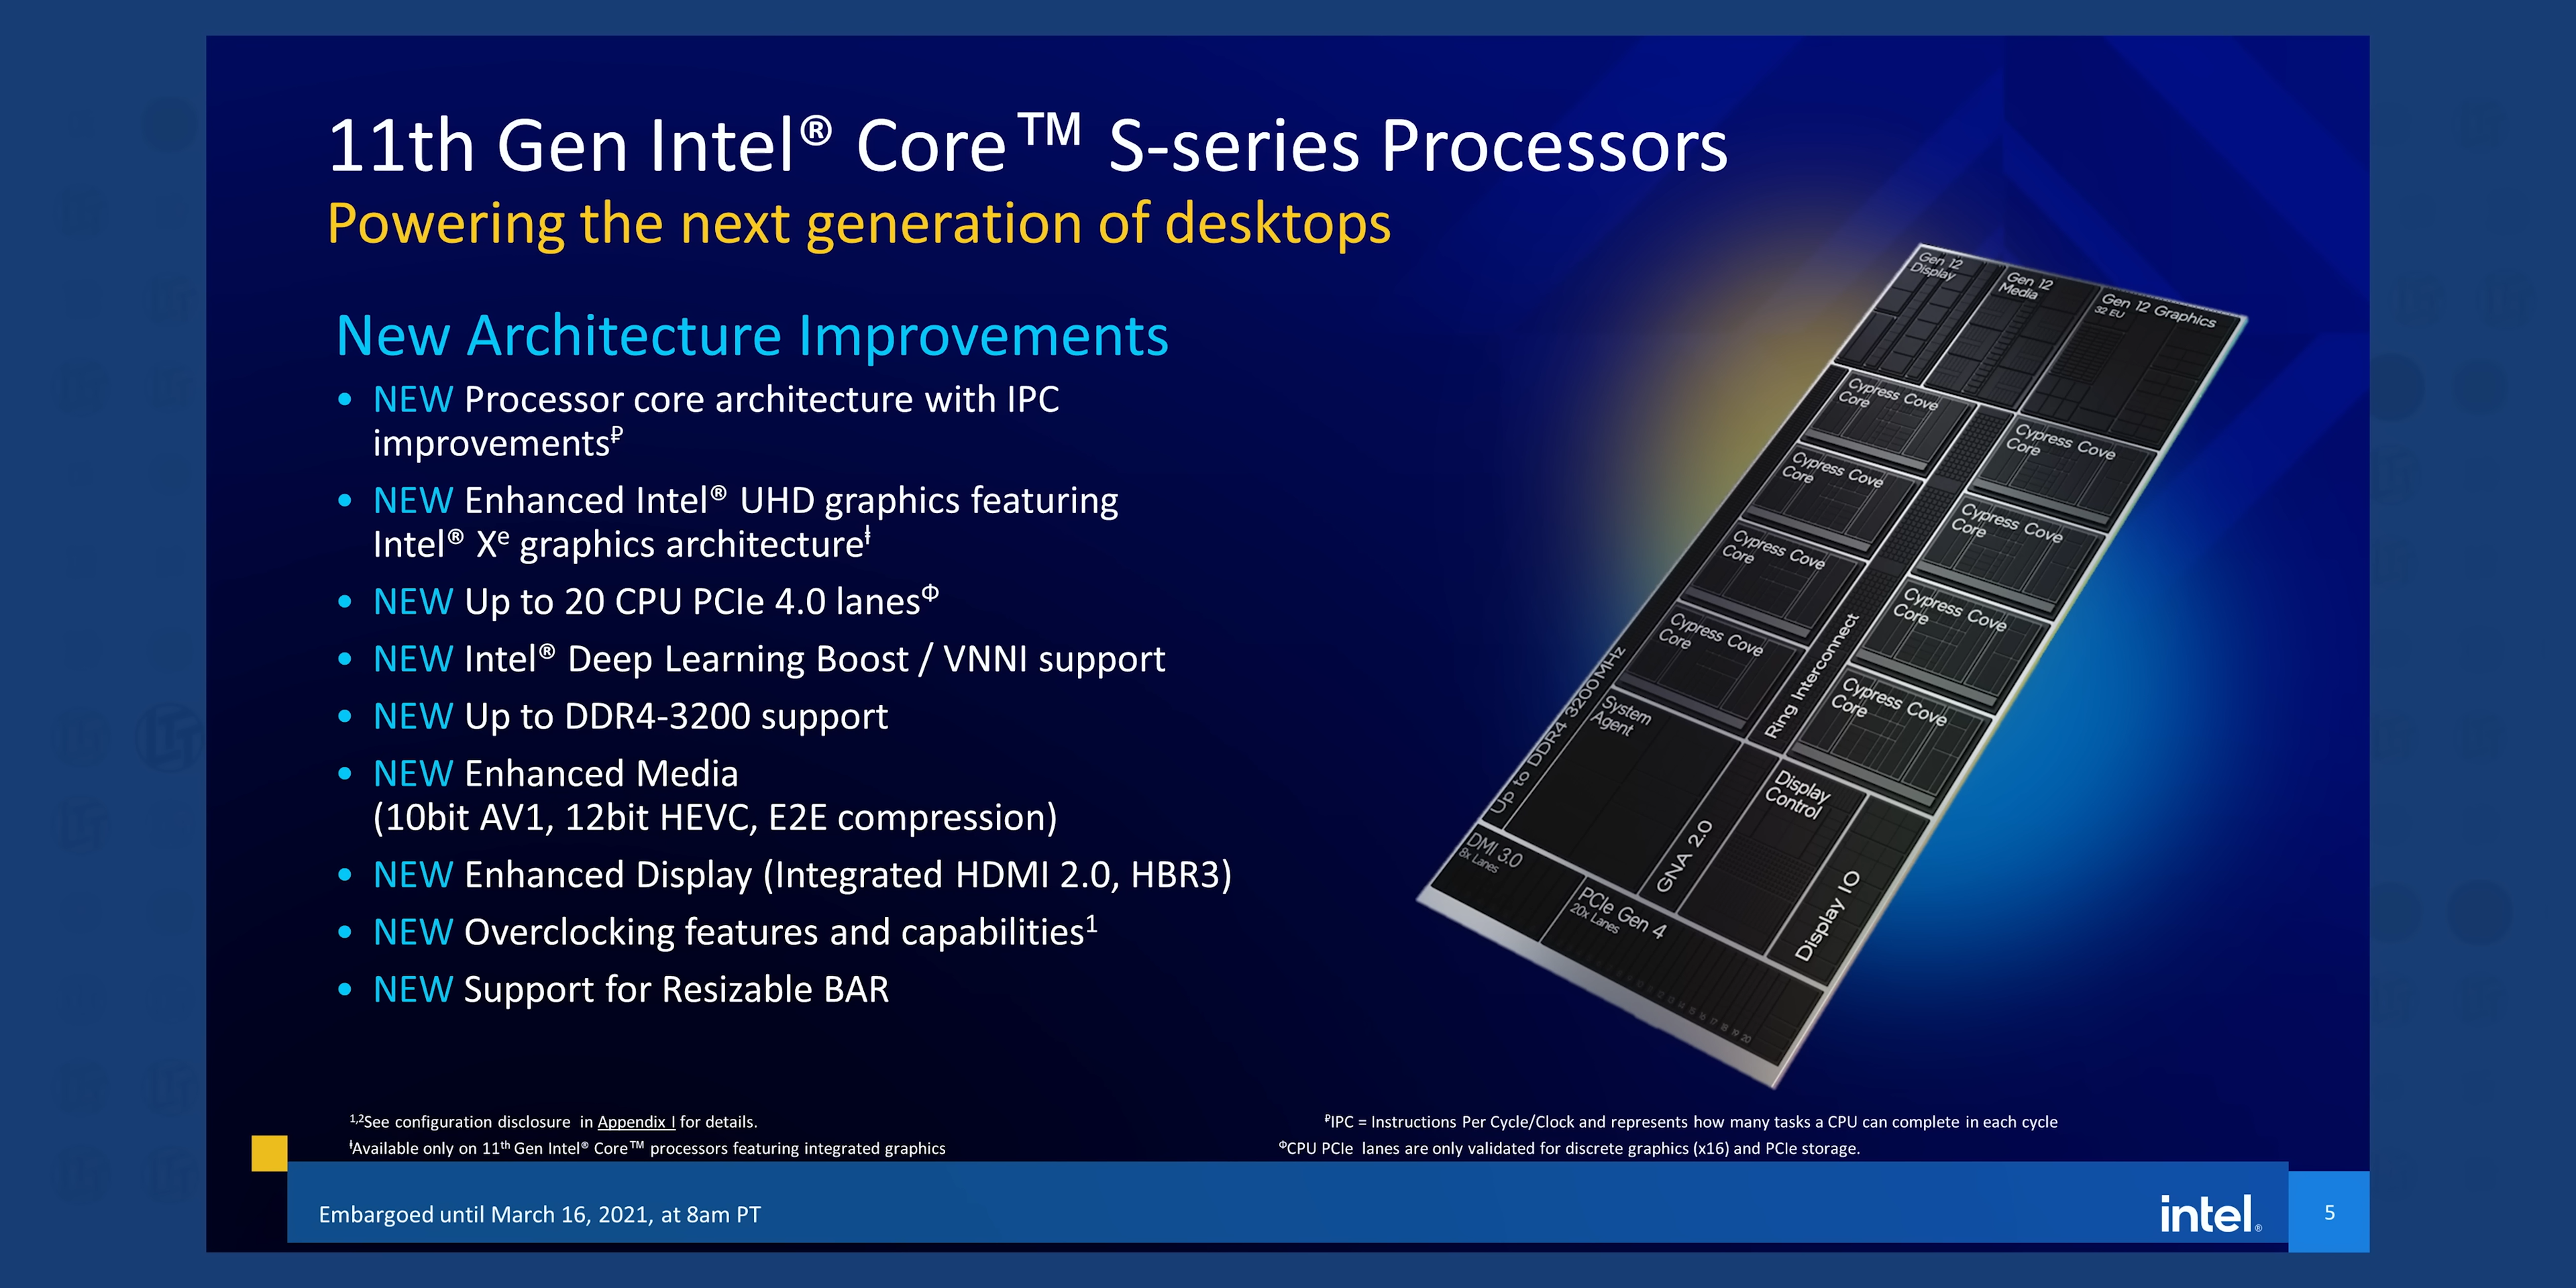 11th Gen Intel® Core™ S-series Processors
Powering the next generation of desktops
New Architecture Improvements
• NEW Processor core architecture with IPC
improvements₽
• NEW Enhanced Intel® UHD graphics featuring
Intel® Xe graphics architectureƗ
• NEW Up to 20 CPU PCIe 4.0 lanesΦ
• NEW Intel® Deep Learning Boost / VNNI support
• NEW Up to DDR4-3200 support
• NEW Enhanced Media
(10bit AV1, 12bit HEVC, E2E compression)
• NEW Enhanced Display (Integrated HDMI 2.0, HBR3)
• NEW Overclocking features and capabilities1
• NEW Support for Resizable BAR
Gen 12
Display
Gen 12
Media
Gen 12 Graphics
32 EU
Cypress Cove
Core
Cypress Cove
Core
Cypress Cove
Core
Cypress Cove
Core
Cypress Cove
Core
Cypress Cove
Core
Cypress Cove
Core
Cypress Cove
Core
Ring Interconnect
Up to DDR4 3200MHz
System
Agent
Display
Control
GNA 2.0
Display IO
DMI 3.0
8x Lanes
PCIe Gen 4
20x Lanes
1,2See configuration disclosure in Appendix I for details.
ƗAvailable only on 11th Gen Intel® Core™ processors featuring integrated graphics
₽IPC = Instructions Per Cycle/Clock and represents how many tasks a CPU can complete in each cycle
ΦCPU PCIe lanes are only validated for discrete graphics (x16) and PCIe storage.
Embargoed until March 16, 2021, at 8am PT
intel®
5